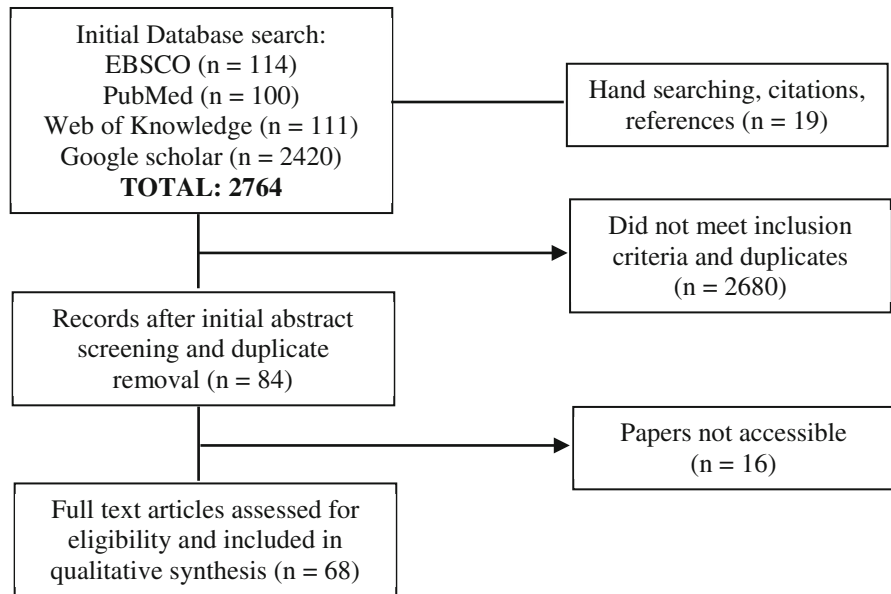 Initial Database search:
EBSCO (n = 114)
PubMed (n = 100)
Web of Knowledge (n = 111)
Google scholar (n = 2420)
TOTAL: 2764
Hand searching, citations,
references (n = 19)
Did not meet inclusion
criteria and duplicates
(n = 2680)
Records after initial abstract
screening and duplicate
removal (n = 84)
Papers not accessible
(n = 16)
Full text articles assessed for
eligibility and included in
qualitative synthesis (n = 68)